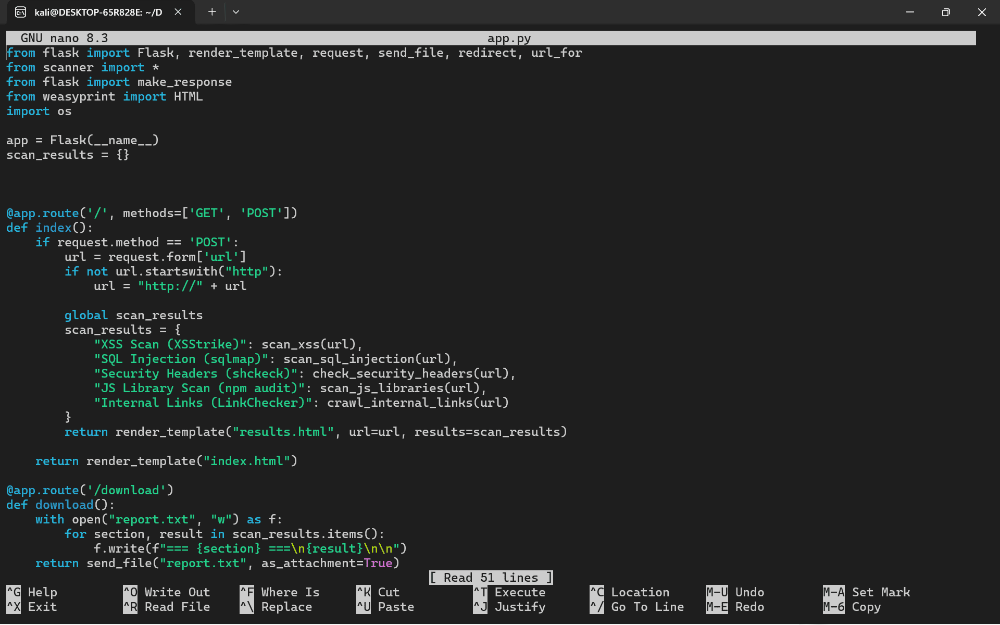 kali@DESKTOP-65R828E: ~/D
GNU nano 8.3 app.py
from flask import Flask, render_template, request, send_file, redirect, url_for
from scanner import *
from flask import make_response
from weasyprint import HTML
import os

app = Flask(__name__)
scan_results = {}

@app.route('/', methods=['GET', 'POST'])
def index():
    if request.method == 'POST':
        url = request.form['url']
        if not url.startswith("http"):
            url = "http://" + url

        global scan_results
        scan_results = {
            "XSS Scan (XSStrike)": scan_xss(url),
            "SQL Injection (sqlmap)": scan_sql_injection(url),
            "Security Headers (shckeck)": check_security_headers(url),
            "JS Library Scan (npm audit)": scan_js_libraries(url),
            "Internal Links (LinkChecker)": crawl_internal_links(url)
        }
        return render_template("results.html", url=url, results=scan_results)

    return render_template("index.html")

@app.route('/download')
def download():
    with open("report.txt", "w") as f:
        for section, result in scan_results.items():
            f.write(f"=== {section} ===\n{result}\n\n")
    return send_file("report.txt", as_attachment=True)
[ Read 51 lines ]
^G Help ^O Write Out ^F Where Is ^K Cut ^T Execute ^C Location M-U Undo M-A Set Mark
^X Exit ^R Read File ^\ Replace ^U Paste ^J Justify ^/ Go To Line M-E Redo M-6 Copy